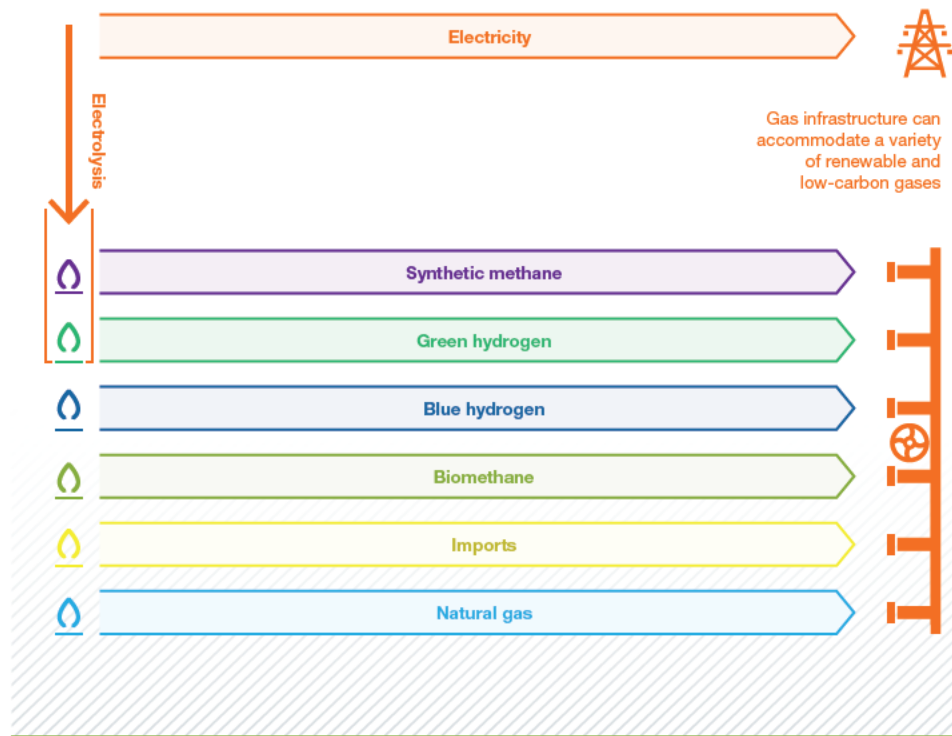 Electricity
Electrolysis
Gas infrastructure can
accommodate a variety
of renewable and
low-carbon gases
Synthetic methane
Green hydrogen
Blue hydrogen
Biomethane
Imports
Natural gas